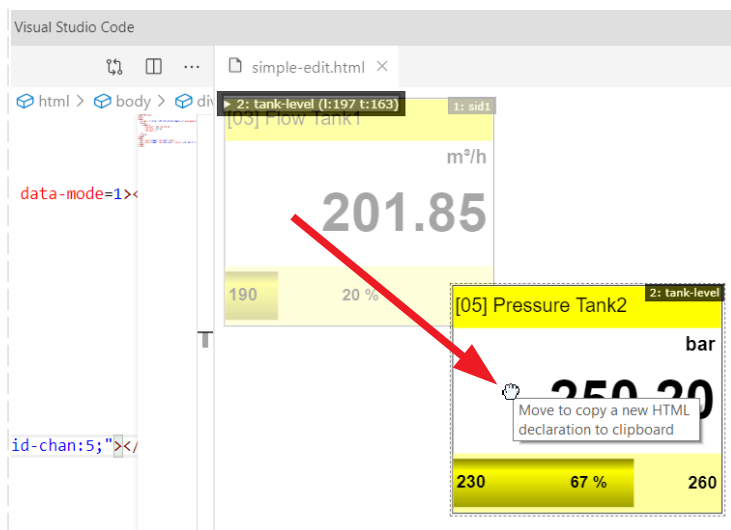 Visual Studio Code
simple-edit.html
html > body > di
2: tank-level (l:197 t:163)
1: sid1
[03] Flow Tank1
m³/h
data-mode=1><
201.85
190 20 %
2: tank-level
[05] Pressure Tank2
bar
Move to copy a new HTML
declaration to clipboard
id-chan:5;"></
230 67 % 260